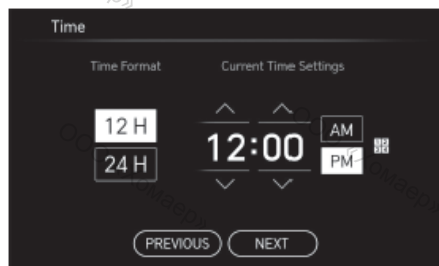 Time
Time Format Current Time Settings
12 H
24 H
12:00
AM
PM
PREVIOUS NEXT